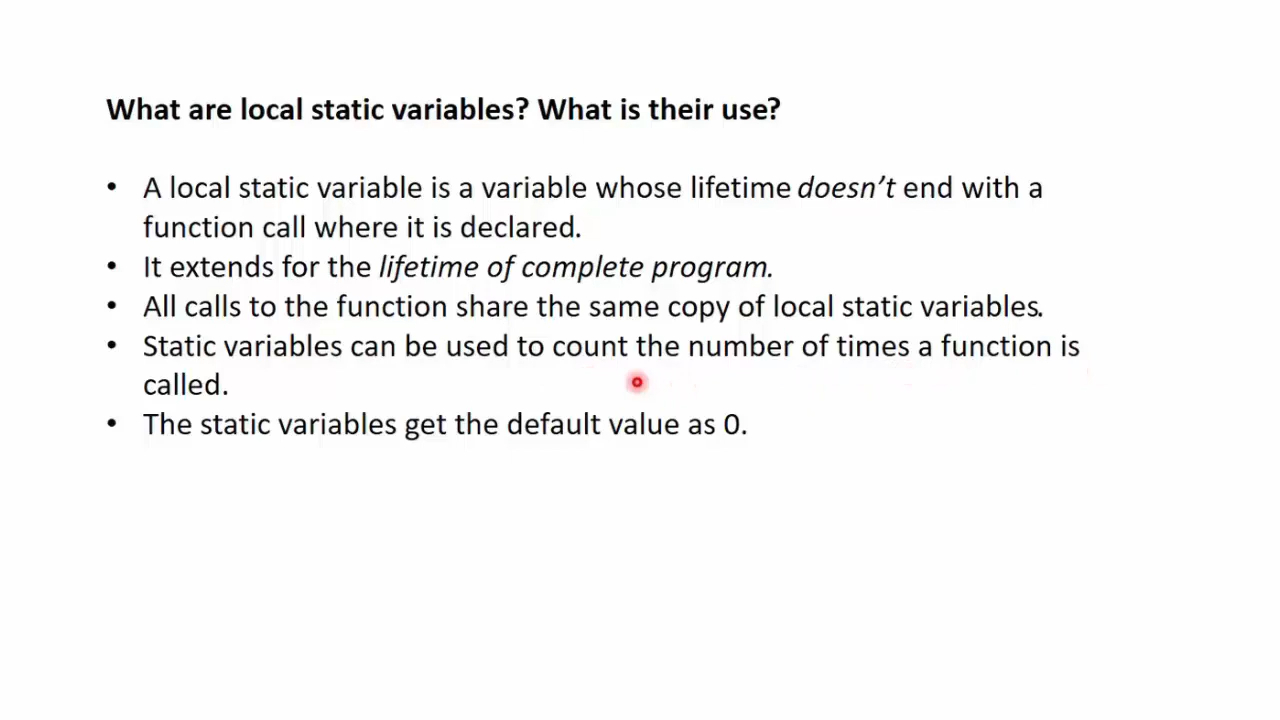 What are local static variables? What is their use?
• A local static variable is a variable whose lifetime doesn’t end with a
function call where it is declared.
• It extends for the lifetime of complete program.
• All calls to the function share the same copy of local static variables.
• Static variables can be used to count the number of times a function is
called.
• The static variables get the default value as 0.